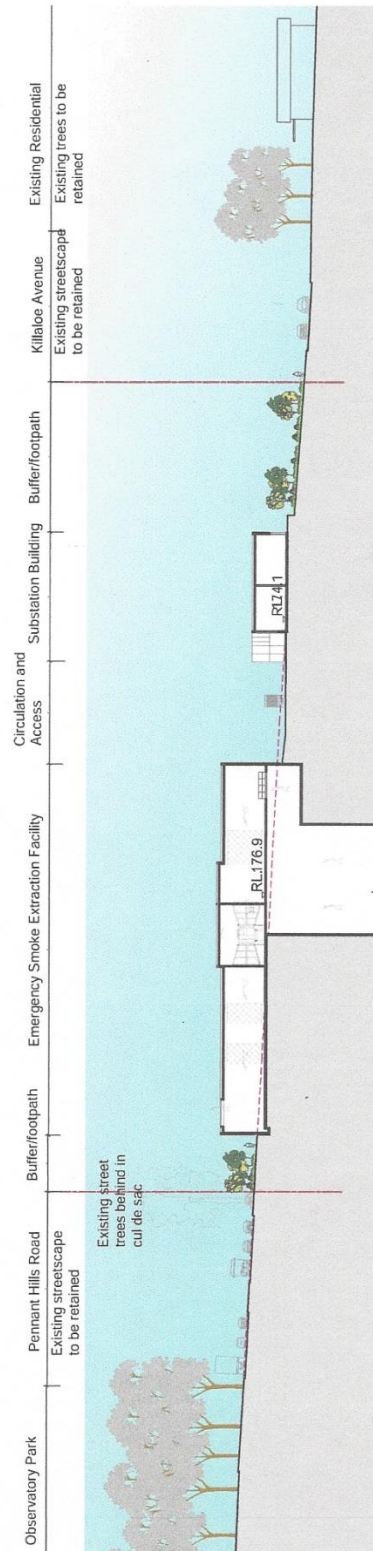 Observatory Park
Pennant Hills Road
Existing streetscape
to be retained
Buffer/footpath
Existing street
trees behind in
cul de sac
Emergency Smoke Extraction Facility
RL.176.9
Circulation and
Access
Substation Building
RL174.1
Buffer/footpath
Killaloe Avenue
Existing streetscape
to be retained
Existing Residential
Existing trees to be
retained